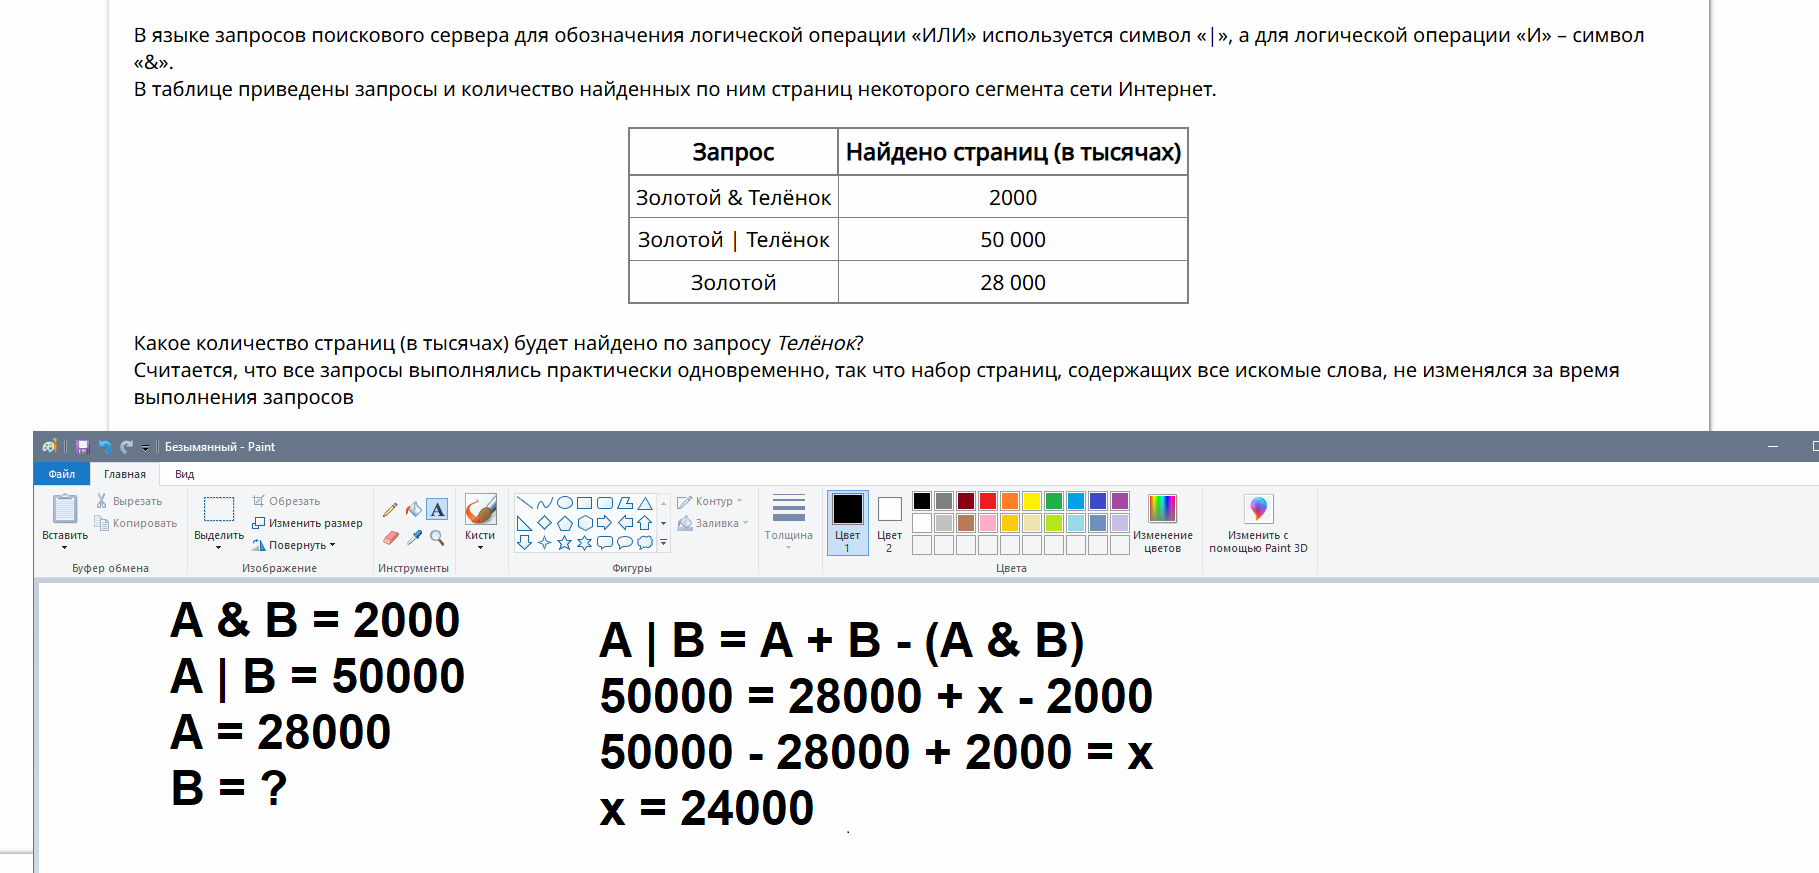 В языке запросов поискового сервера для обозначения логической операции «ИЛИ» используется символ «|», а для логической операции «И» – символ
«&».
В таблице приведены запросы и количество найденных по ним страниц некоторого сегмента сети Интернет.
Запрос Найдено страниц (в тысячах)
Золотой & Телёнок 2000
Золотой | Телёнок 50 000
Золотой 28 000
Какое количество страниц (в тысячах) будет найдено по запросу Телёнок?
Считается, что все запросы выполнялись практически одновременно, так что набор страниц, содержащих все искомые слова, не изменялся за время
выполнения запросов
Безымянный - Paint
Файл Главная Вид
Вставить
Вырезать
Копировать
Буфер обмена
Выделить
Обрезать
Изменить размер
Повернуть
Изображение
A
Инструменты
Кисти
Контур
Заливка
Фигуры
Толщина
Цвет
1
Цвет
2
Изменение
цветов
Цвета
Изменить с
помощью Paint 3D
A & B = 2000
A | B = 50000
A = 28000
B = ?
A | B = A + B - (A & B)
50000 = 28000 + x - 2000
50000 - 28000 + 2000 = x
x = 24000